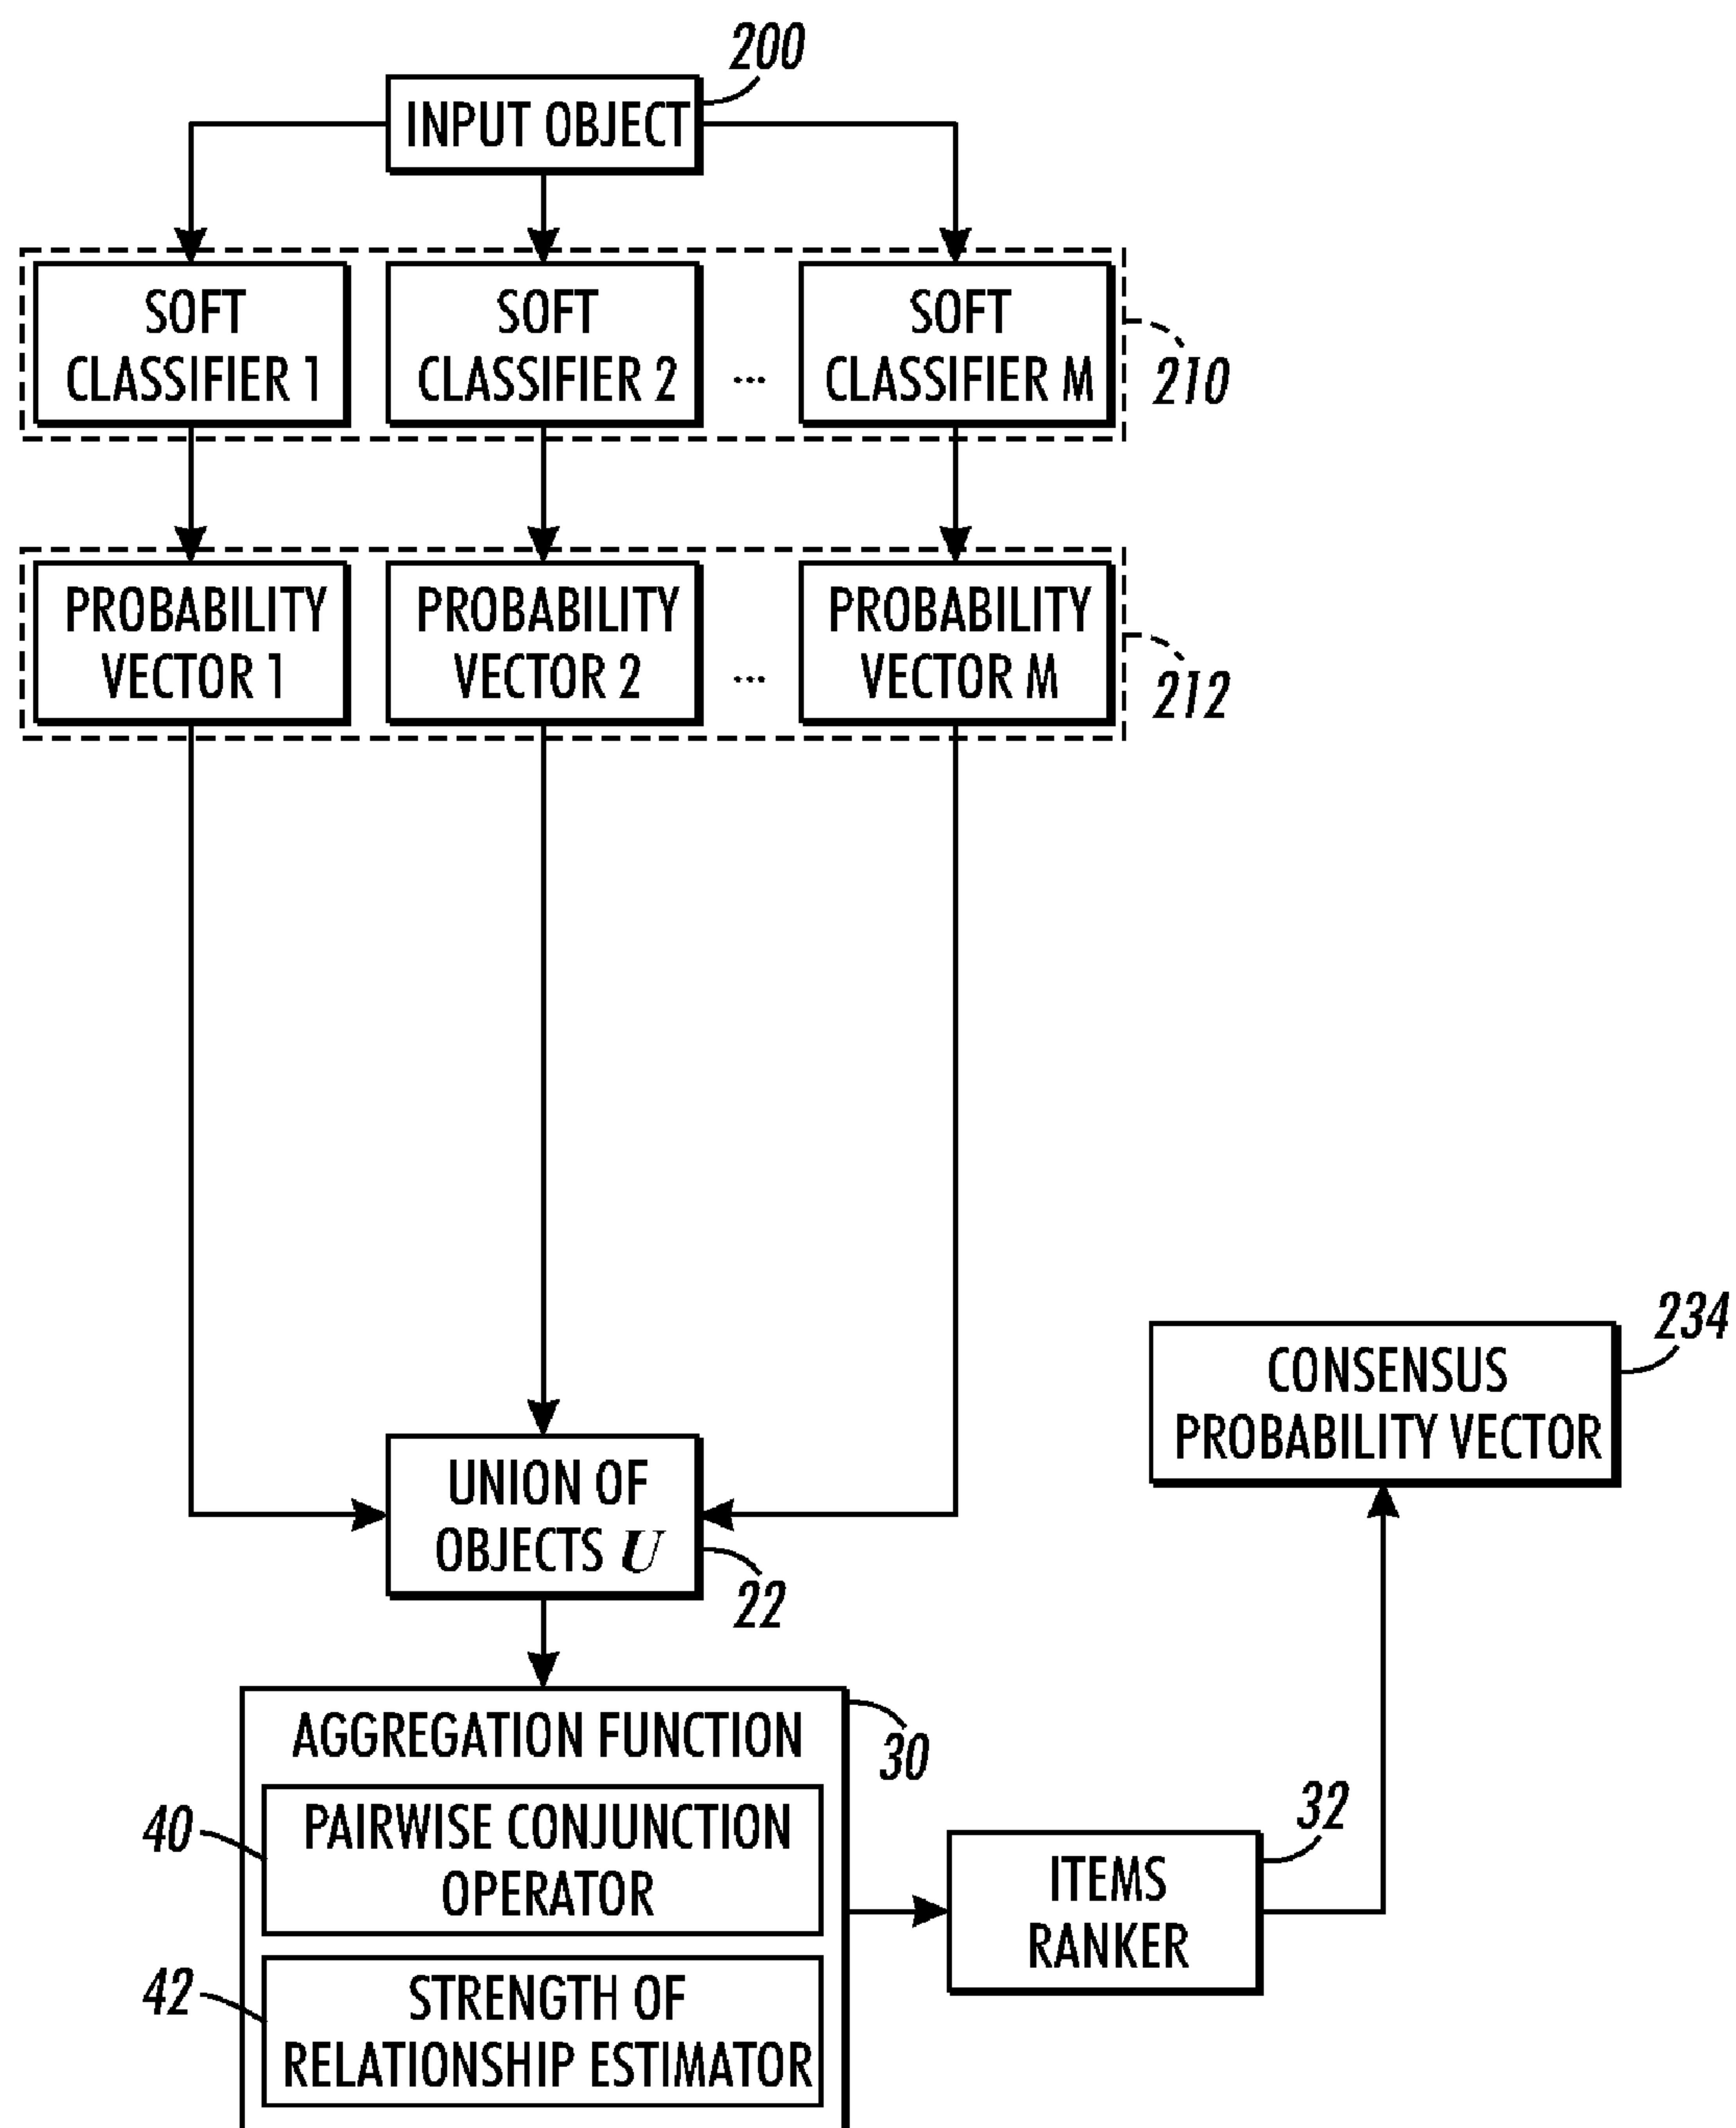 200
INPUT OBJECT
SOFT
CLASSIFIER 1
SOFT
CLASSIFIER 2
...
SOFT
CLASSIFIER M
210
PROBABILITY
VECTOR 1
PROBABILITY
VECTOR 2
...
PROBABILITY
VECTOR M
212
234
CONSENSUS
PROBABILITY VECTOR
UNION OF
OBJECTS U
22
AGGREGATION FUNCTION
30
40
PAIRWISE CONJUNCTION
OPERATOR
32
ITEMS
RANKER
42
STRENGTH OF
RELATIONSHIP ESTIMATOR